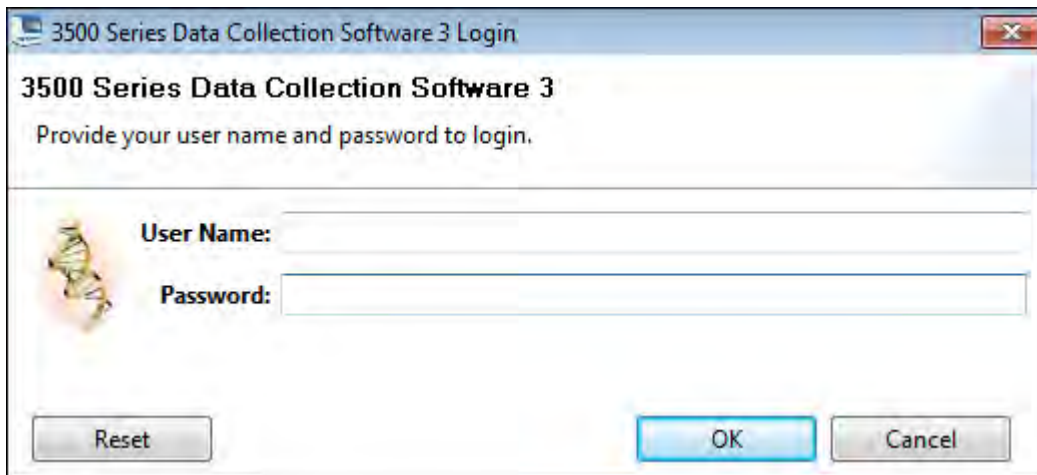 3500 Series Data Collection Software 3 Login
3500 Series Data Collection Software 3
Provide your user name and password to login.
User Name:
Password:
Reset
OK
Cancel